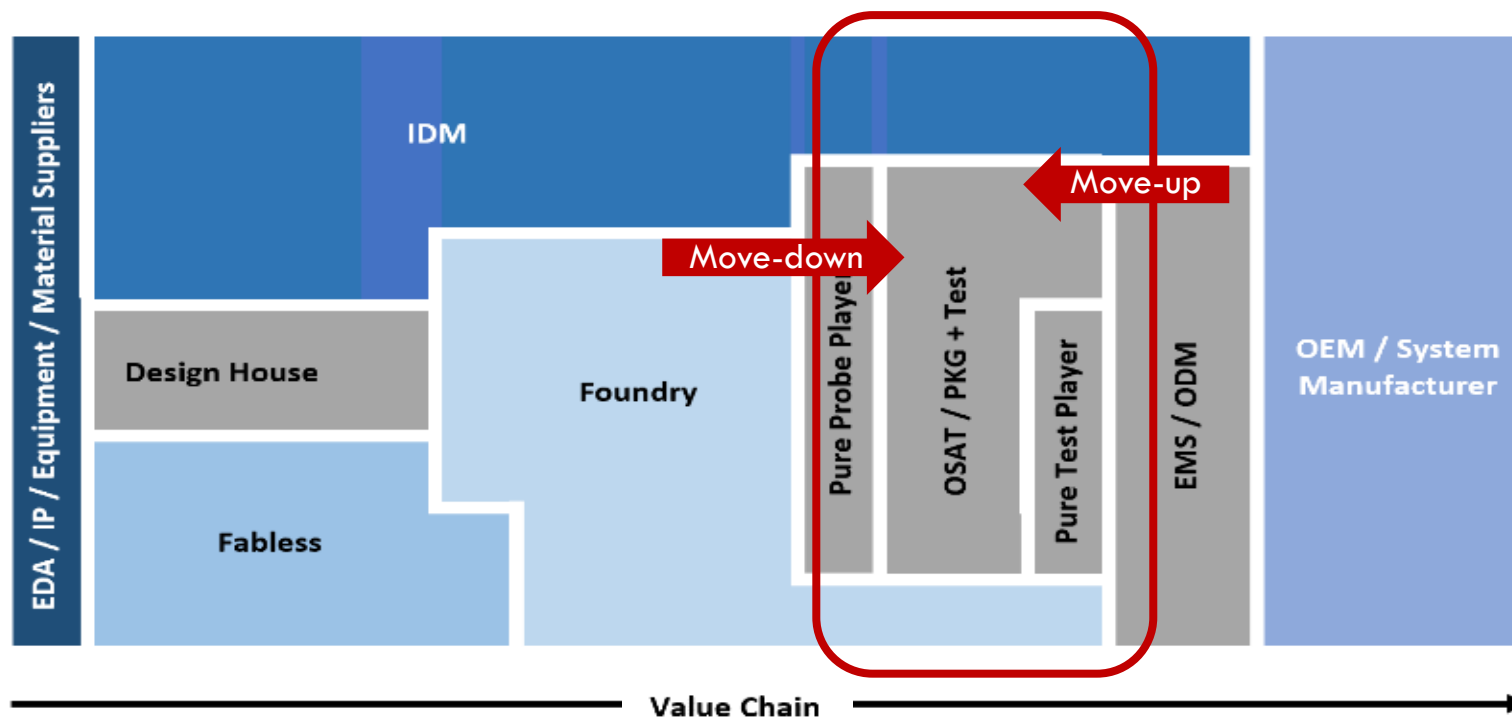 EDA / IP / Equipment / Material Suppliers
IDM
Move-up
Move-down
Design House
Foundry
Fabless
Pure Probe Player
OSAT / PKG + Test
Pure Test Player
EMS / ODM
OEM / System
Manufacturer
Value Chain